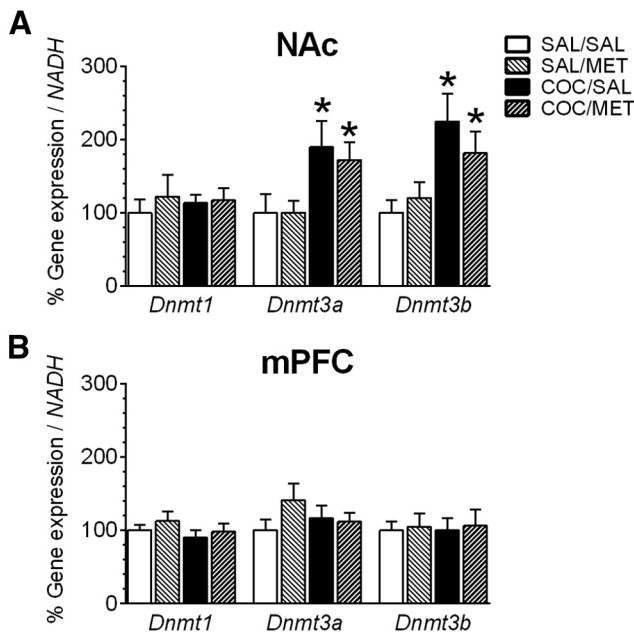 A
NAc
SAL/SAL
SAL/MET
COC/SAL
COC/MET
% Gene expression / NADH
300
200
100
0
* * * *
Dnmt1 Dnmt3a Dnmt3b
B
mPFC
% Gene expression / NADH
300
200
100
0
Dnmt1 Dnmt3a Dnmt3b